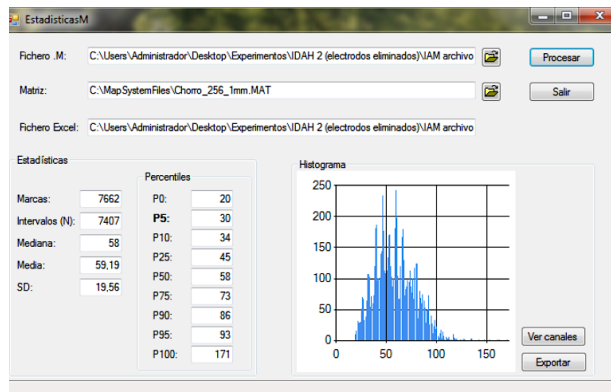 EstadisticasM
Fichero .M: C:\Users\Administrador\Desktop\Experimentos\IDAH 2 (electrodos eliminados)\IAM archivo
Procesar
Matriz: C:\MapSystemFiles\Chorro_256_1mm.MAT
Salir
Fichero Excel: C:\Users\Administrador\Desktop\Experimentos\IDAH 2 (electrodos eliminados)\IAM archivo
Estadísticas
Marcas: 7662
Intervalos (N): 7407
Mediana: 58
Media: 59,19
SD: 19,56
Percentiles
P0: 20
P5: 30
P10: 34
P25: 45
P50: 58
P75: 73
P90: 86
P95: 93
P100: 171
Histograma
250
200
150
100
50
0
0 50 100 150
Ver canales
Exportar